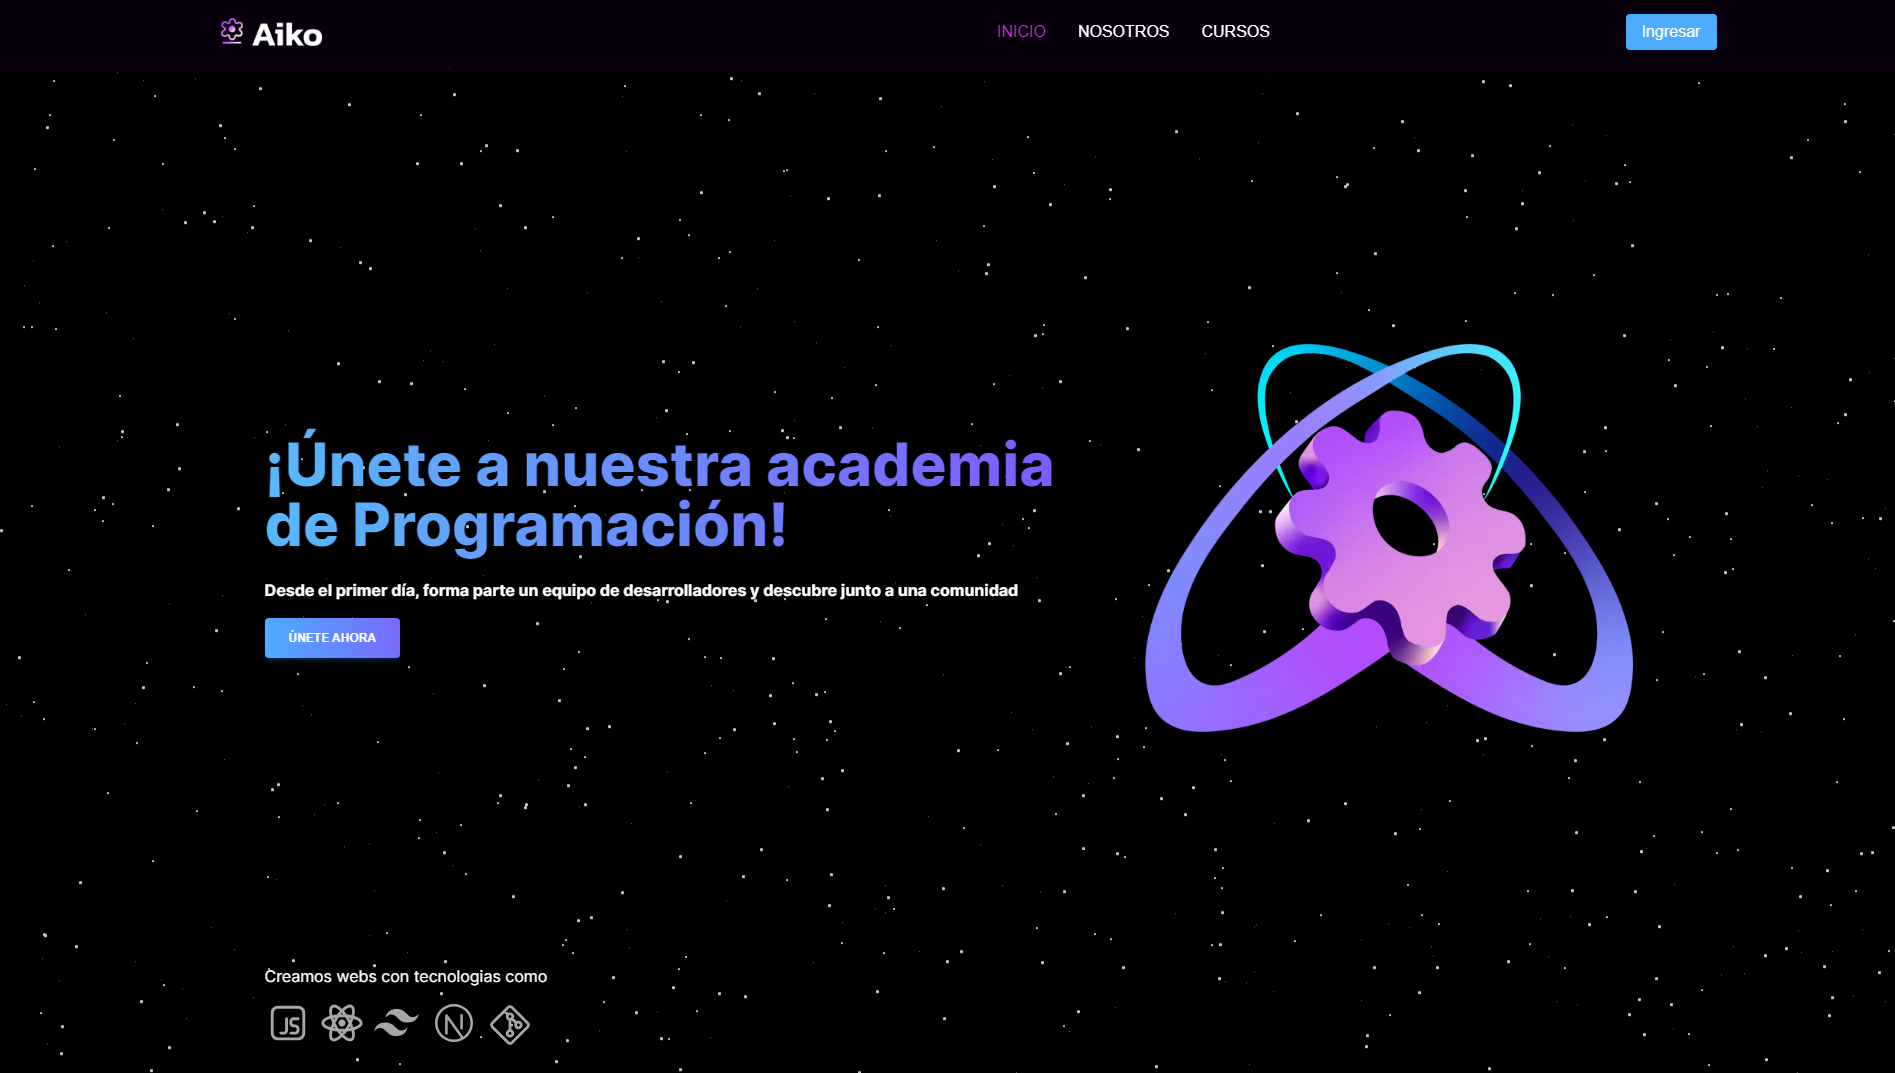 Aiko
INICIO NOSOTROS CURSOS
Ingresar
¡Únete a nuestra academia
de Programación!
Desde el primer día, forma parte un equipo de desarrolladores y descubre junto a una comunidad
ÚNETE AHORA
Creamos webs con tecnologias como
JS
N